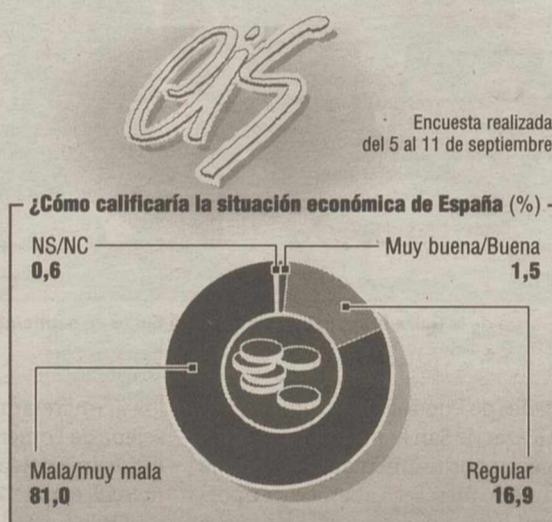 cis
Encuesta realizada
del 5 al 11 de septiembre
¿Cómo calificaría la situación económica de España (%)
NS/NC
0,6
Muy buena/Buena
1,5
Mala/muy mala
81,0
Regular
16,9